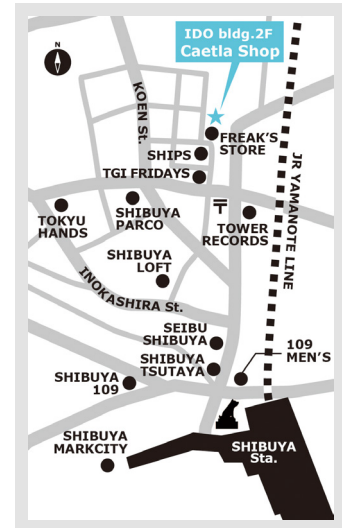 IDO bldg.2F
Caetla Shop
N
KOEN St.
FREAK'S
STORE
SHIPS
TGI FRIDAYS
JR YAMANOTE LINE
TOKYU
HANDS
SHIBUYA
PARCO
〒
TOWER
RECORDS
SHIBUYA
LOFT
INOKASHIRA St.
SEIBU
SHIBUYA
SHIBUYA
TSUTAYA
109
MEN'S
SHIBUYA
109
SHIBUYA
MARKCITY
SHIBUYA
Sta.